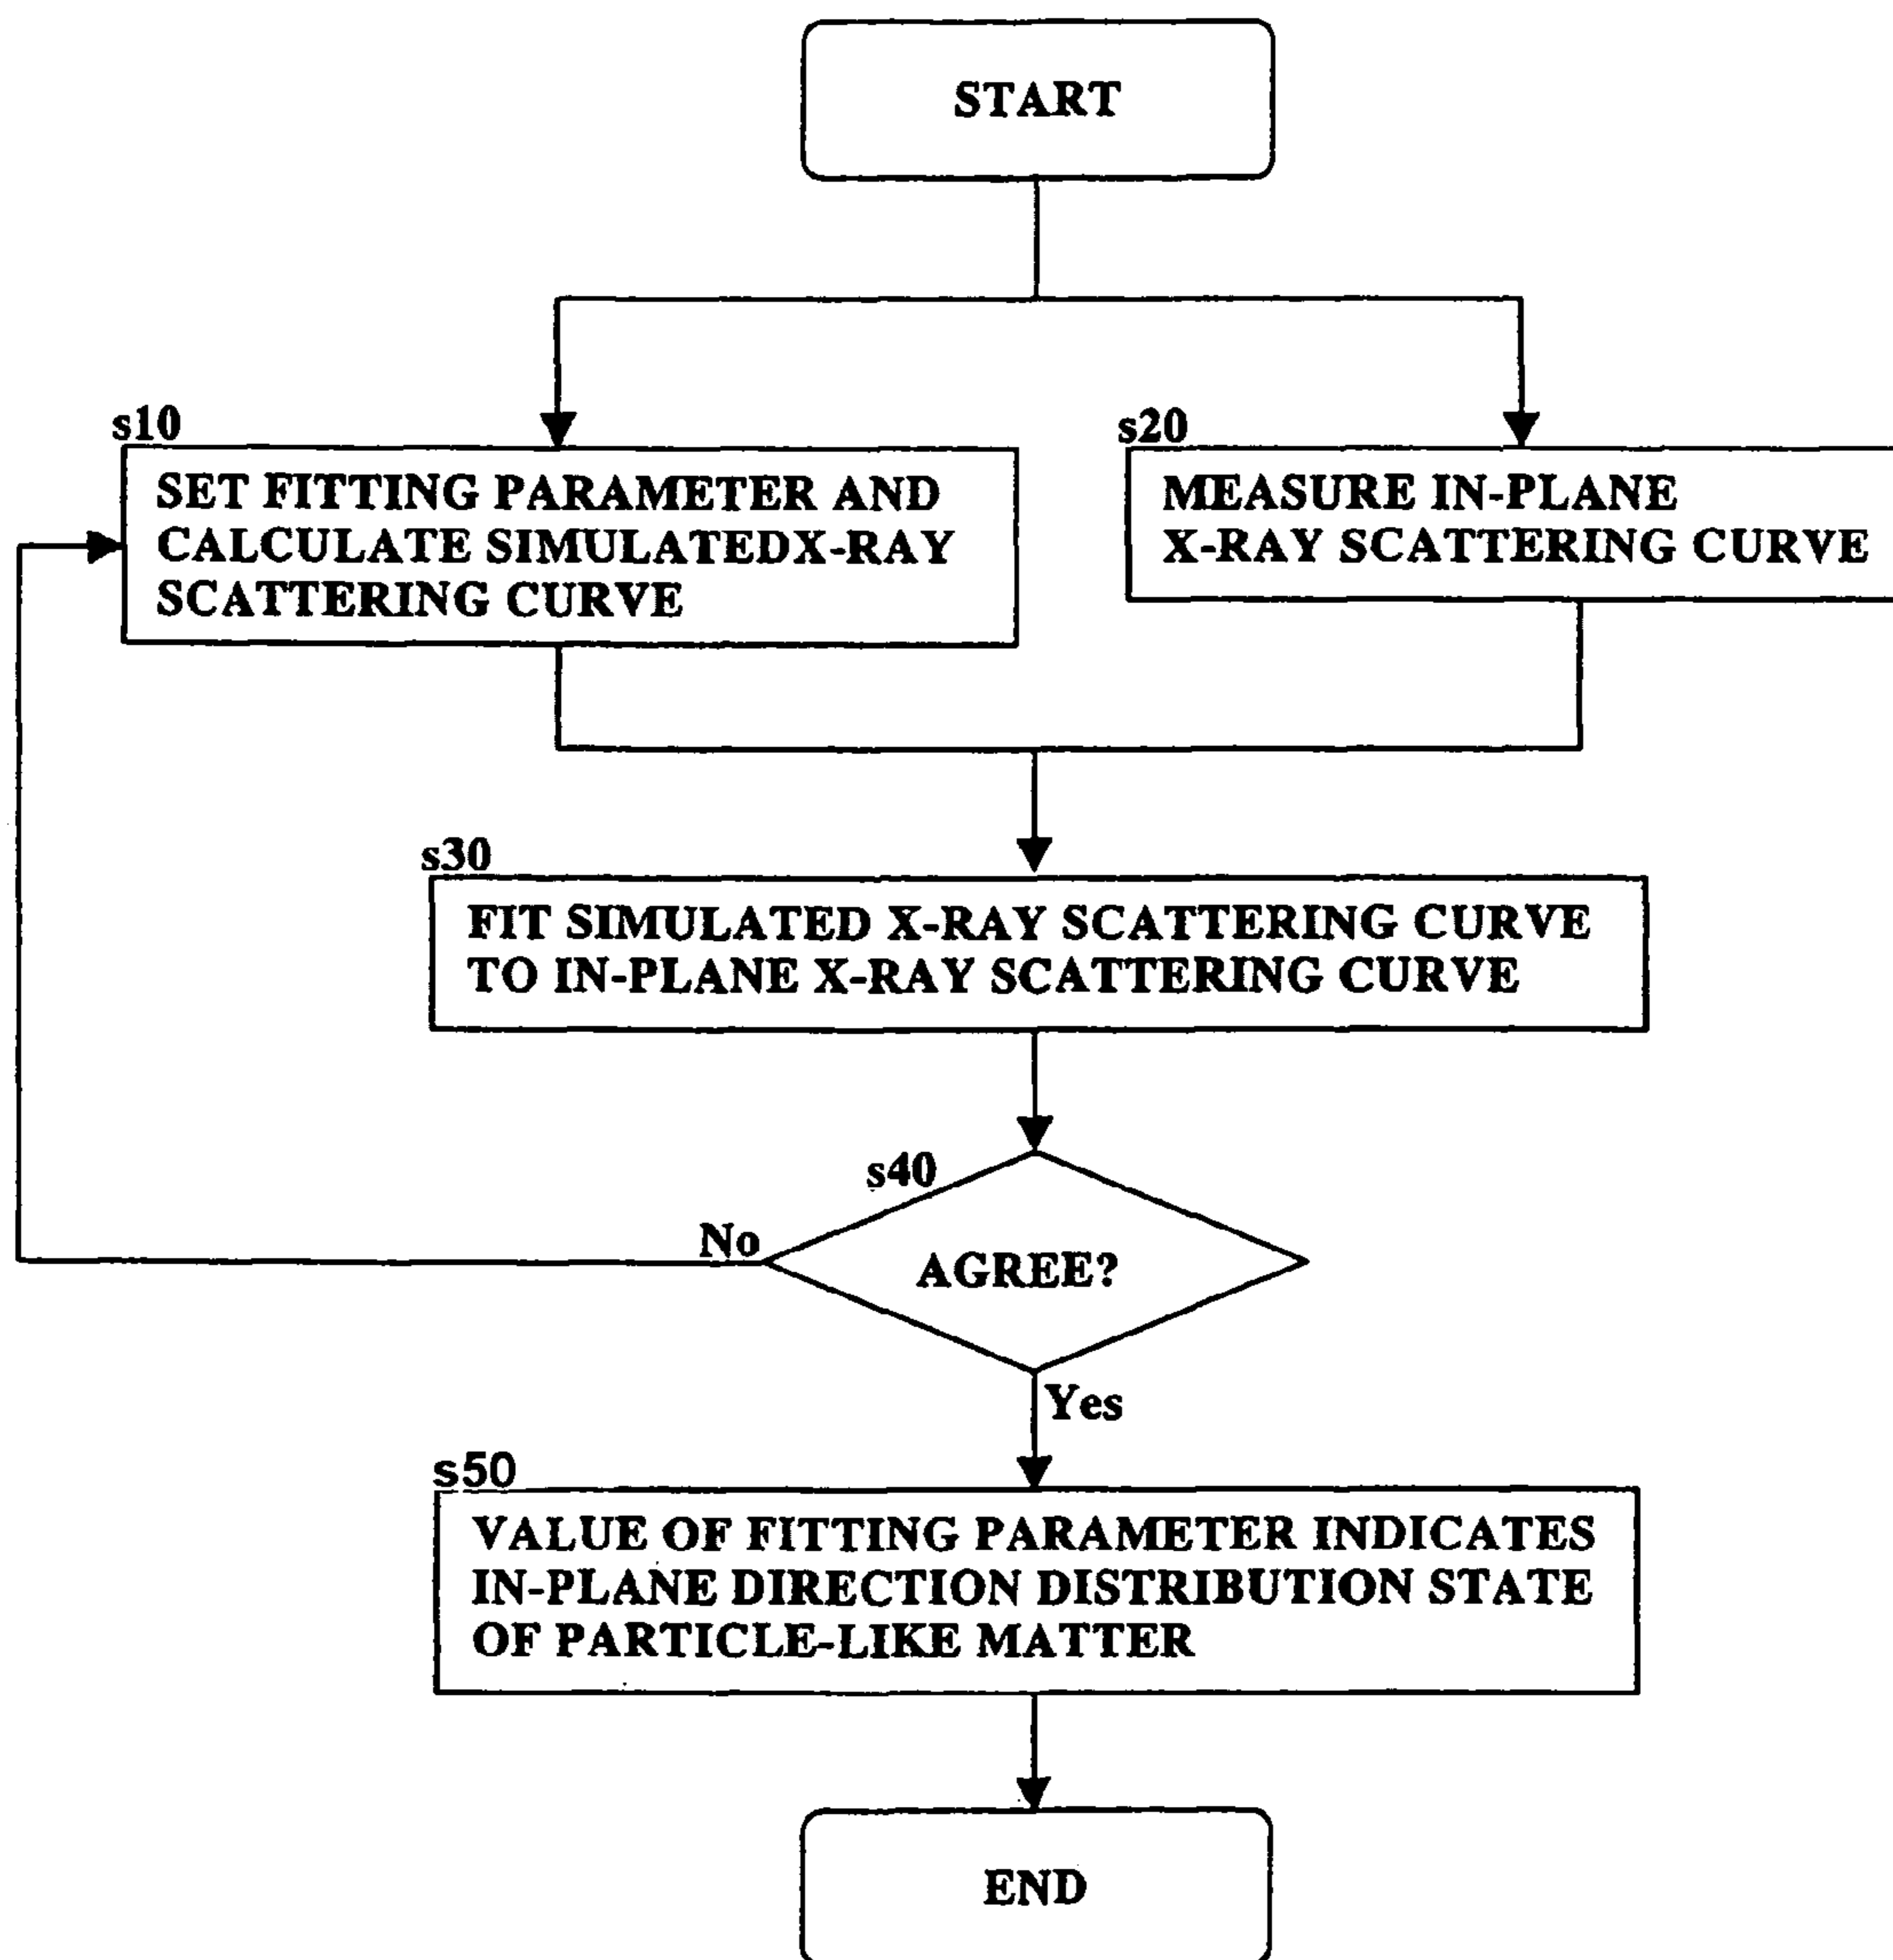 START
s10
SET FITTING PARAMETER AND
CALCULATE SIMULATEDX-RAY
SCATTERING CURVE
s20
MEASURE IN-PLANE
X-RAY SCATTERING CURVE
s30
FIT SIMULATED X-RAY SCATTERING CURVE
TO IN-PLANE X-RAY SCATTERING CURVE
s40
No
AGREE?
Yes
s50
VALUE OF FITTING PARAMETER INDICATES
IN-PLANE DIRECTION DISTRIBUTION STATE
OF PARTICLE-LIKE MATTER
END